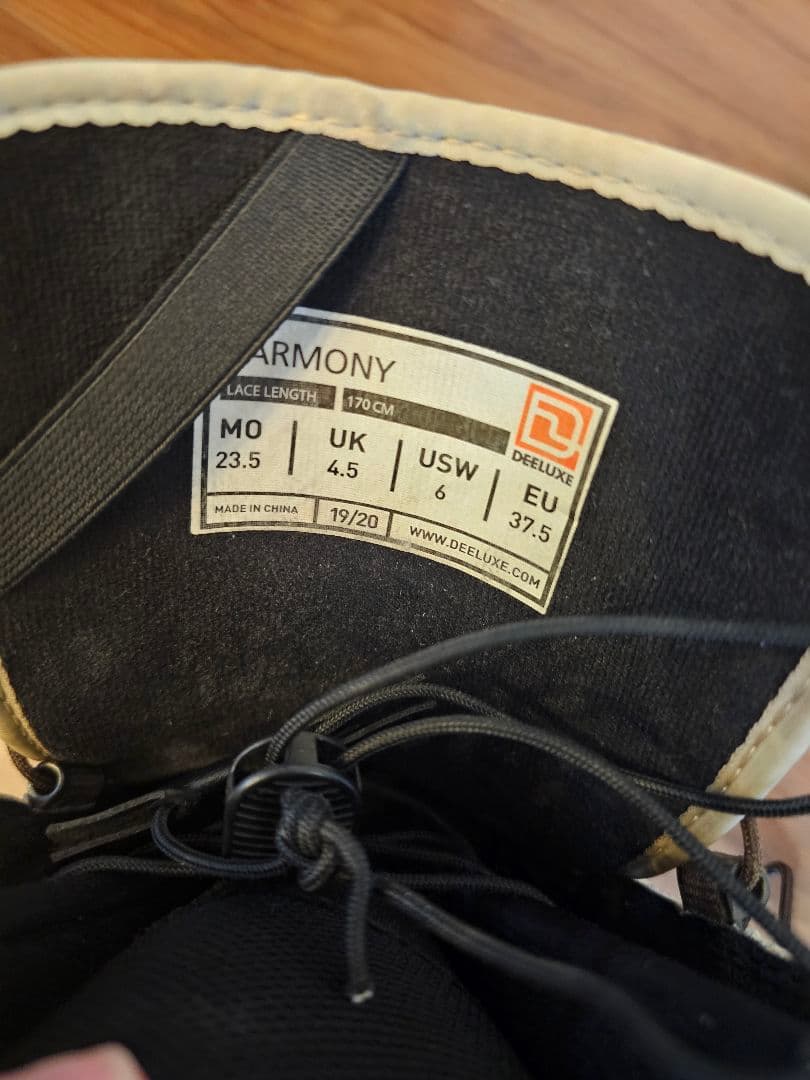 ARMONY
LACE LENGTH 170 CM
DEELUXE
MO UK USW EU
23.5 4.5 6 37.5
MADE IN CHINA 19/20 WWW.DEELUXE.COM